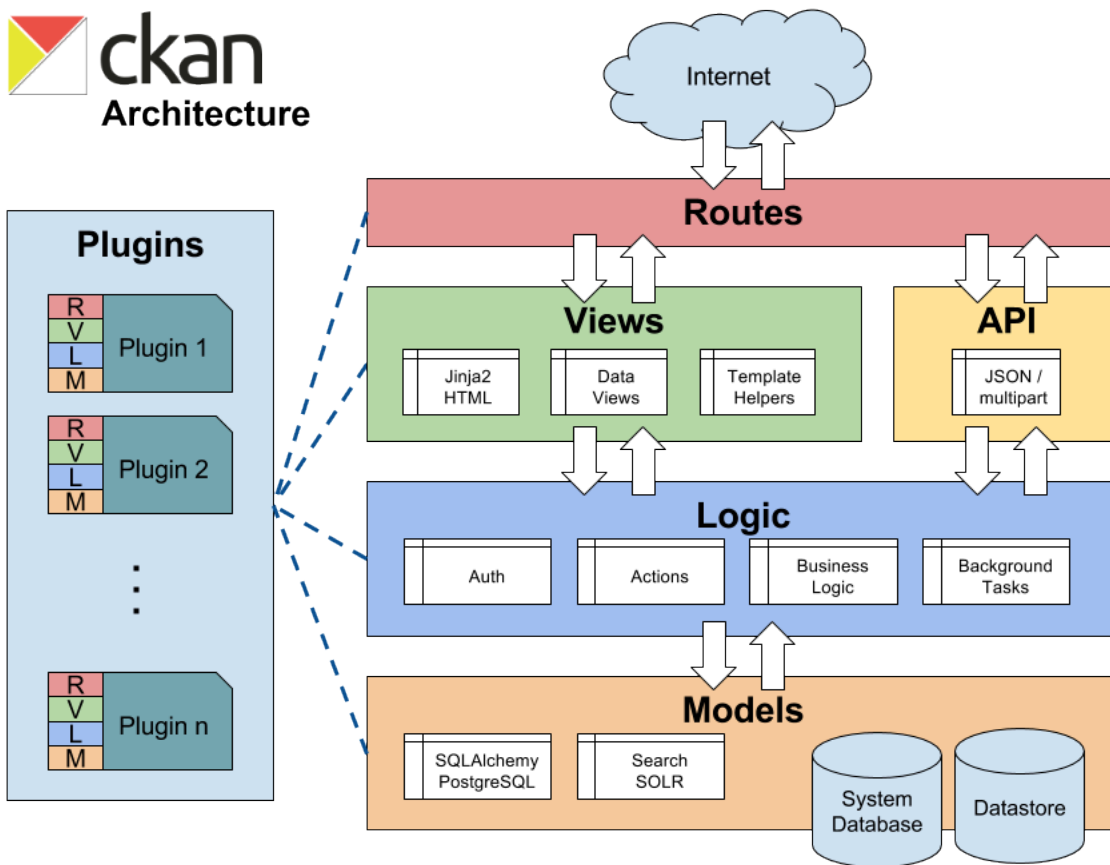 ckan
Architecture
Internet
Routes
Plugins
R
V
L
M
Plugin 1
R
V
L
M
Plugin 2
R
V
L
M
Plugin n
Views
Jinja2
HTML
Data
Views
Template
Helpers
API
JSON /
multipart
Logic
Auth
Actions
Business
Logic
Background
Tasks
Models
SQLAlchemy
PostgreSQL
Search
SOLR
System
Database
Datastore